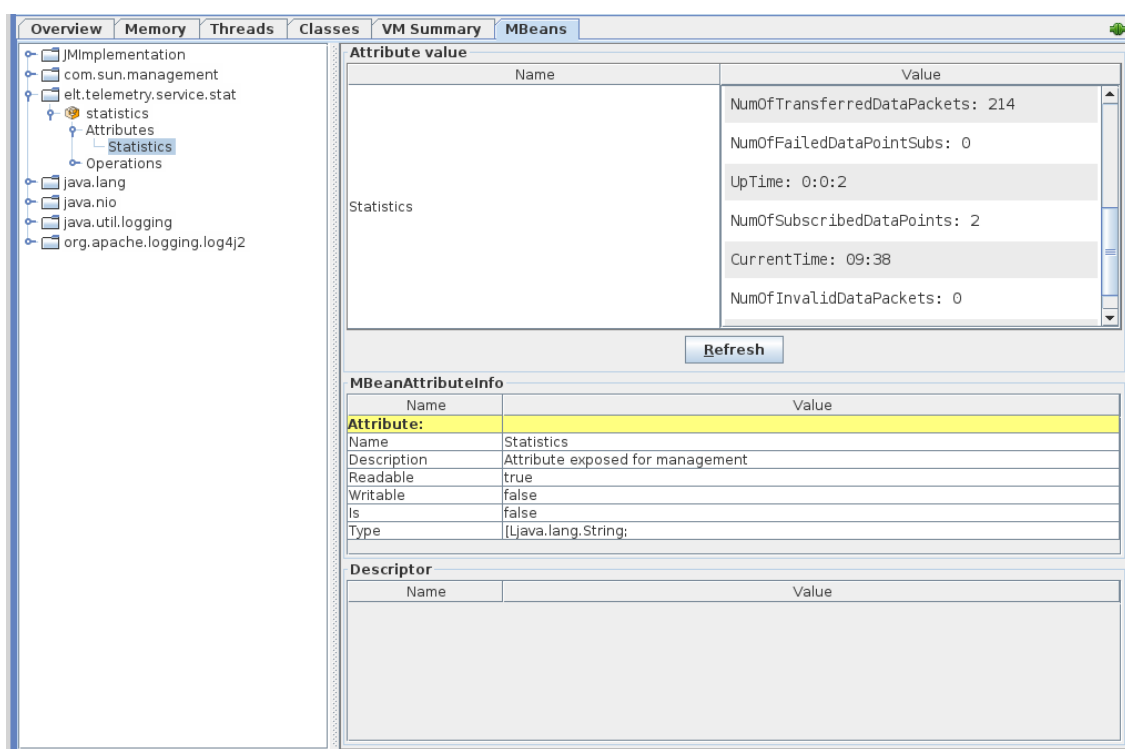 Overview Memory Threads Classes VM Summary MBeans
JMImplementation
com.sun.management
elt.telemetry.service.stat
statistics
Attributes
Statistics
Operations
java.lang
java.nio
java.util.logging
org.apache.logging.log4j2
Attribute value
Name Value
Statistics
NumOfTransferredDataPackets: 214
NumOfFailedDataPointSubs: 0
UpTime: 0:0:2
NumOfSubscribedDataPoints: 2
CurrentTime: 09:38
NumOfInvalidDataPackets: 0
Refresh
MBeanAttributeInfo
Name Value
Attribute:
Name Statistics
Description Attribute exposed for management
Readable true
Writable false
Is false
Type [Ljava.lang.String;
Descriptor
Name Value